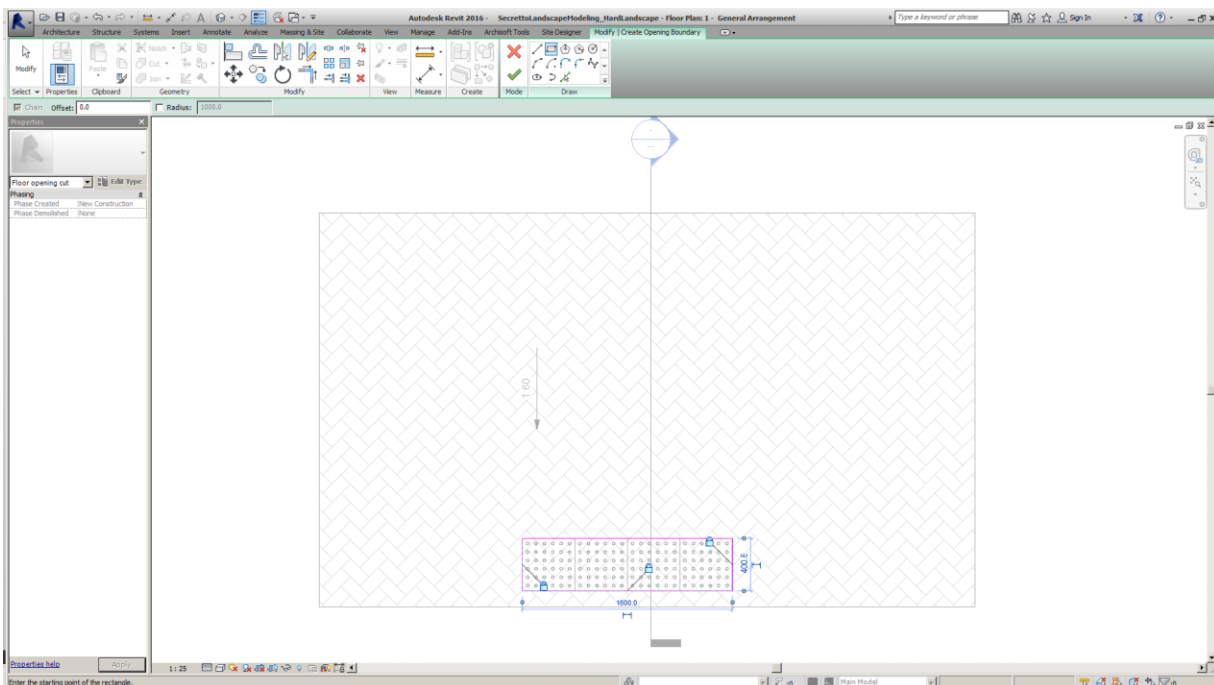 Autodesk Revit 2016 - SecrettoLandscapeModeling_HardLandscape - Floor Plan: 1 - General Arrangement
Type a keyword or phrase
Sign In
Architecture Structure Systems Insert Annotate Analyze Massing & Site Collaborate View Manage Add-Ins Archisoft Tools Site Designer Modify | Create Opening Boundary
Modify
Properties
Paste
Notch
Cut
Join
Select Properties Clipboard Geometry Modify View Measure Create Mode Draw
Chain Offset: 0.0 Radius: 1000.0
Properties
Floor opening cut Edit Type
Phasing
Phase Created New Construction
Phase Demolished None
1:60
400.6
1600.0
Properties help Apply
1 : 25
Enter the starting point of the rectangle.
Main Model